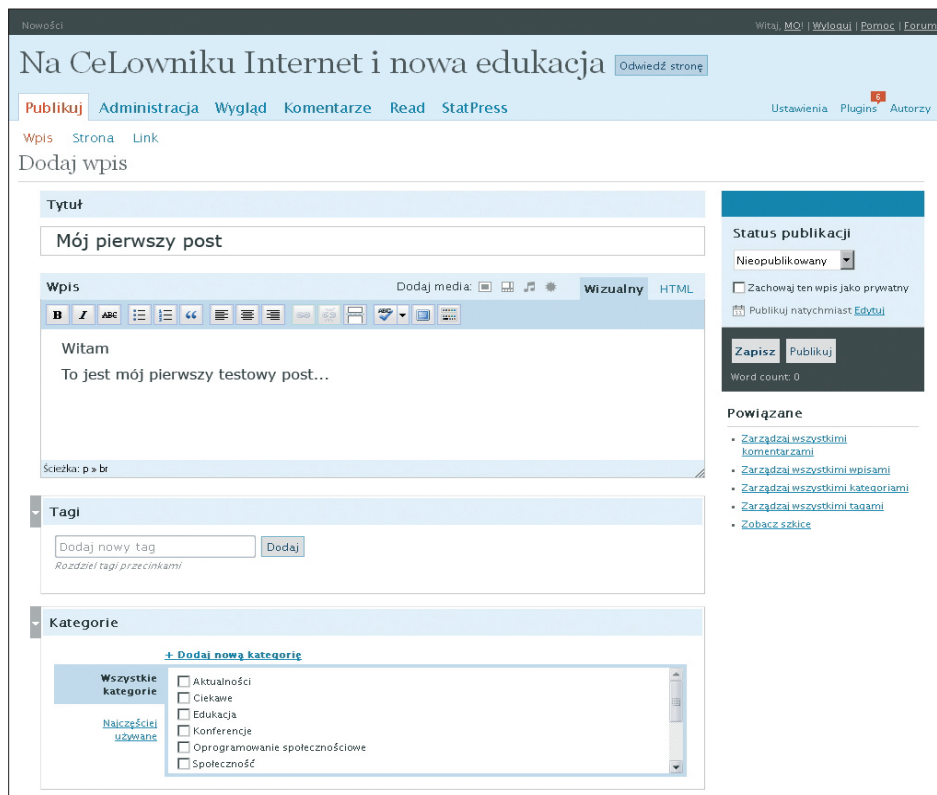 Nowości Witaj, MO! | Wyloguj | Pomoc | Forum
Na CeLowniku Internet i nowa edukacja Odwiedź stronę
6
Publikuj Administracja Wygląd Komentarze Read StatPress Ustawienia Plugins Autorzy
Wpis Strona Link
Dodaj wpis
Tytuł
Mój pierwszy post
Wpis Dodaj media: Wizualny HTML
B I ABC ABC
Witam
To jest mój pierwszy testowy post...
Ścieżka: p » br
Tagi
Dodaj nowy tag Dodaj
Rozdziel tagi przecinkami
Kategorie
+ Dodaj nową kategorię
Wszystkie kategorie
Najczęściej używane
Aktualności
Ciekawe
Edukacja
Konferencje
Oprogramowanie społecznościowe
Społeczność
Status publikacji
Nieopublikowany
Zachowaj ten wpis jako prywatny
Publikuj natychmiast Edytuj
Zapisz Publikuj
Word count: 0
Powiązane
Zarządzaj wszystkimi
komentarzami
Zarządzaj wszystkimi wpisami
Zarządzaj wszystkimi kategoriami
Zarządzaj wszystkimi tagami
Zobacz szkice